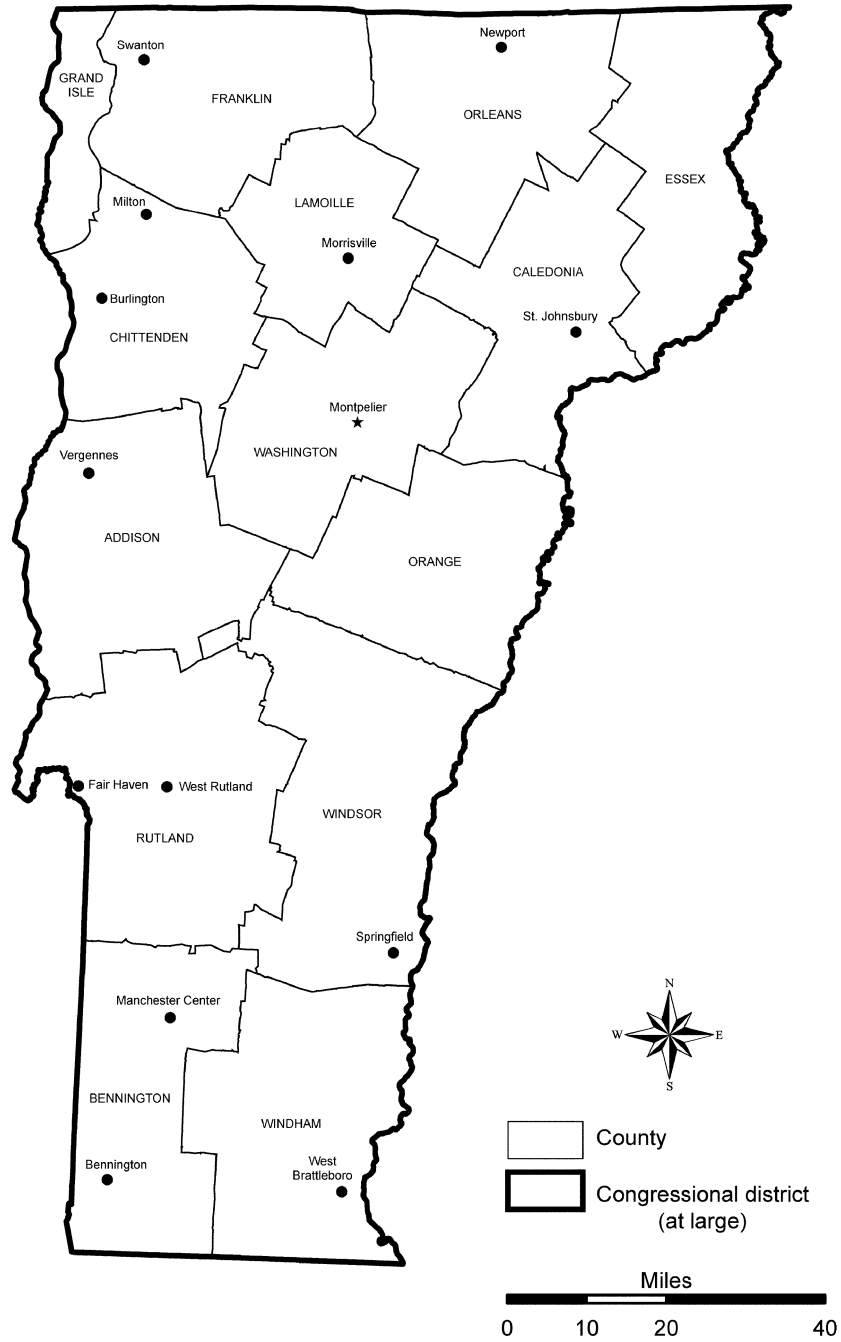 Swanton
Newport
GRAND
ISLE
FRANKLIN
ORLEANS
ESSEX
Milton
LAMOILLE
Morrisville
CALEDONIA
Burlington
St. Johnsbury
CHITTENDEN
Montpelier
WASHINGTON
Vergennes
ADDISON
ORANGE
Fair Haven
West Rutland
WINDSOR
RUTLAND
Springfield
Manchester Center
BENNINGTON
WINDHAM
Bennington
West
Brattleboro
N
W
E
S
County
Congressional district
(at large)
Miles
0 10 20 40